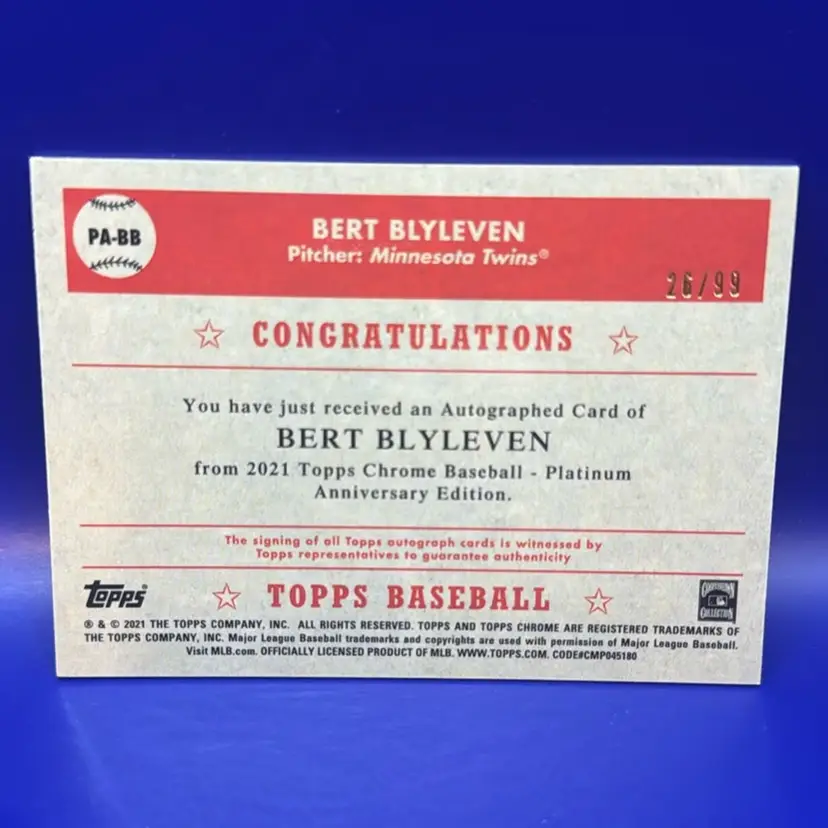 PA-BB
BERT BLYLEVEN
Pitcher: Minnesota Twins®
26/99
CONGRATULATIONS
You have just received an Autographed Card of
BERT BLYLEVEN
from 2021 Topps Chrome Baseball - Platinum
Anniversary Edition.
The signing of all Topps autograph cards is witnessed by
Topps representatives to guarantee authenticity
topps®
TOPPS BASEBALL
COOPERSTOWN
COLLECTION
® & © 2021 THE TOPPS COMPANY, INC. ALL RIGHTS RESERVED. TOPPS AND TOPPS CHROME ARE REGISTERED TRADEMARKS OF
THE TOPPS COMPANY, INC. Major League Baseball trademarks and copyrights are used with permission of Major League Baseball.
Visit MLB.com. OFFICIALLY LICENSED PRODUCT OF MLB. WWW.TOPPS.COM. CODE#CMP045180